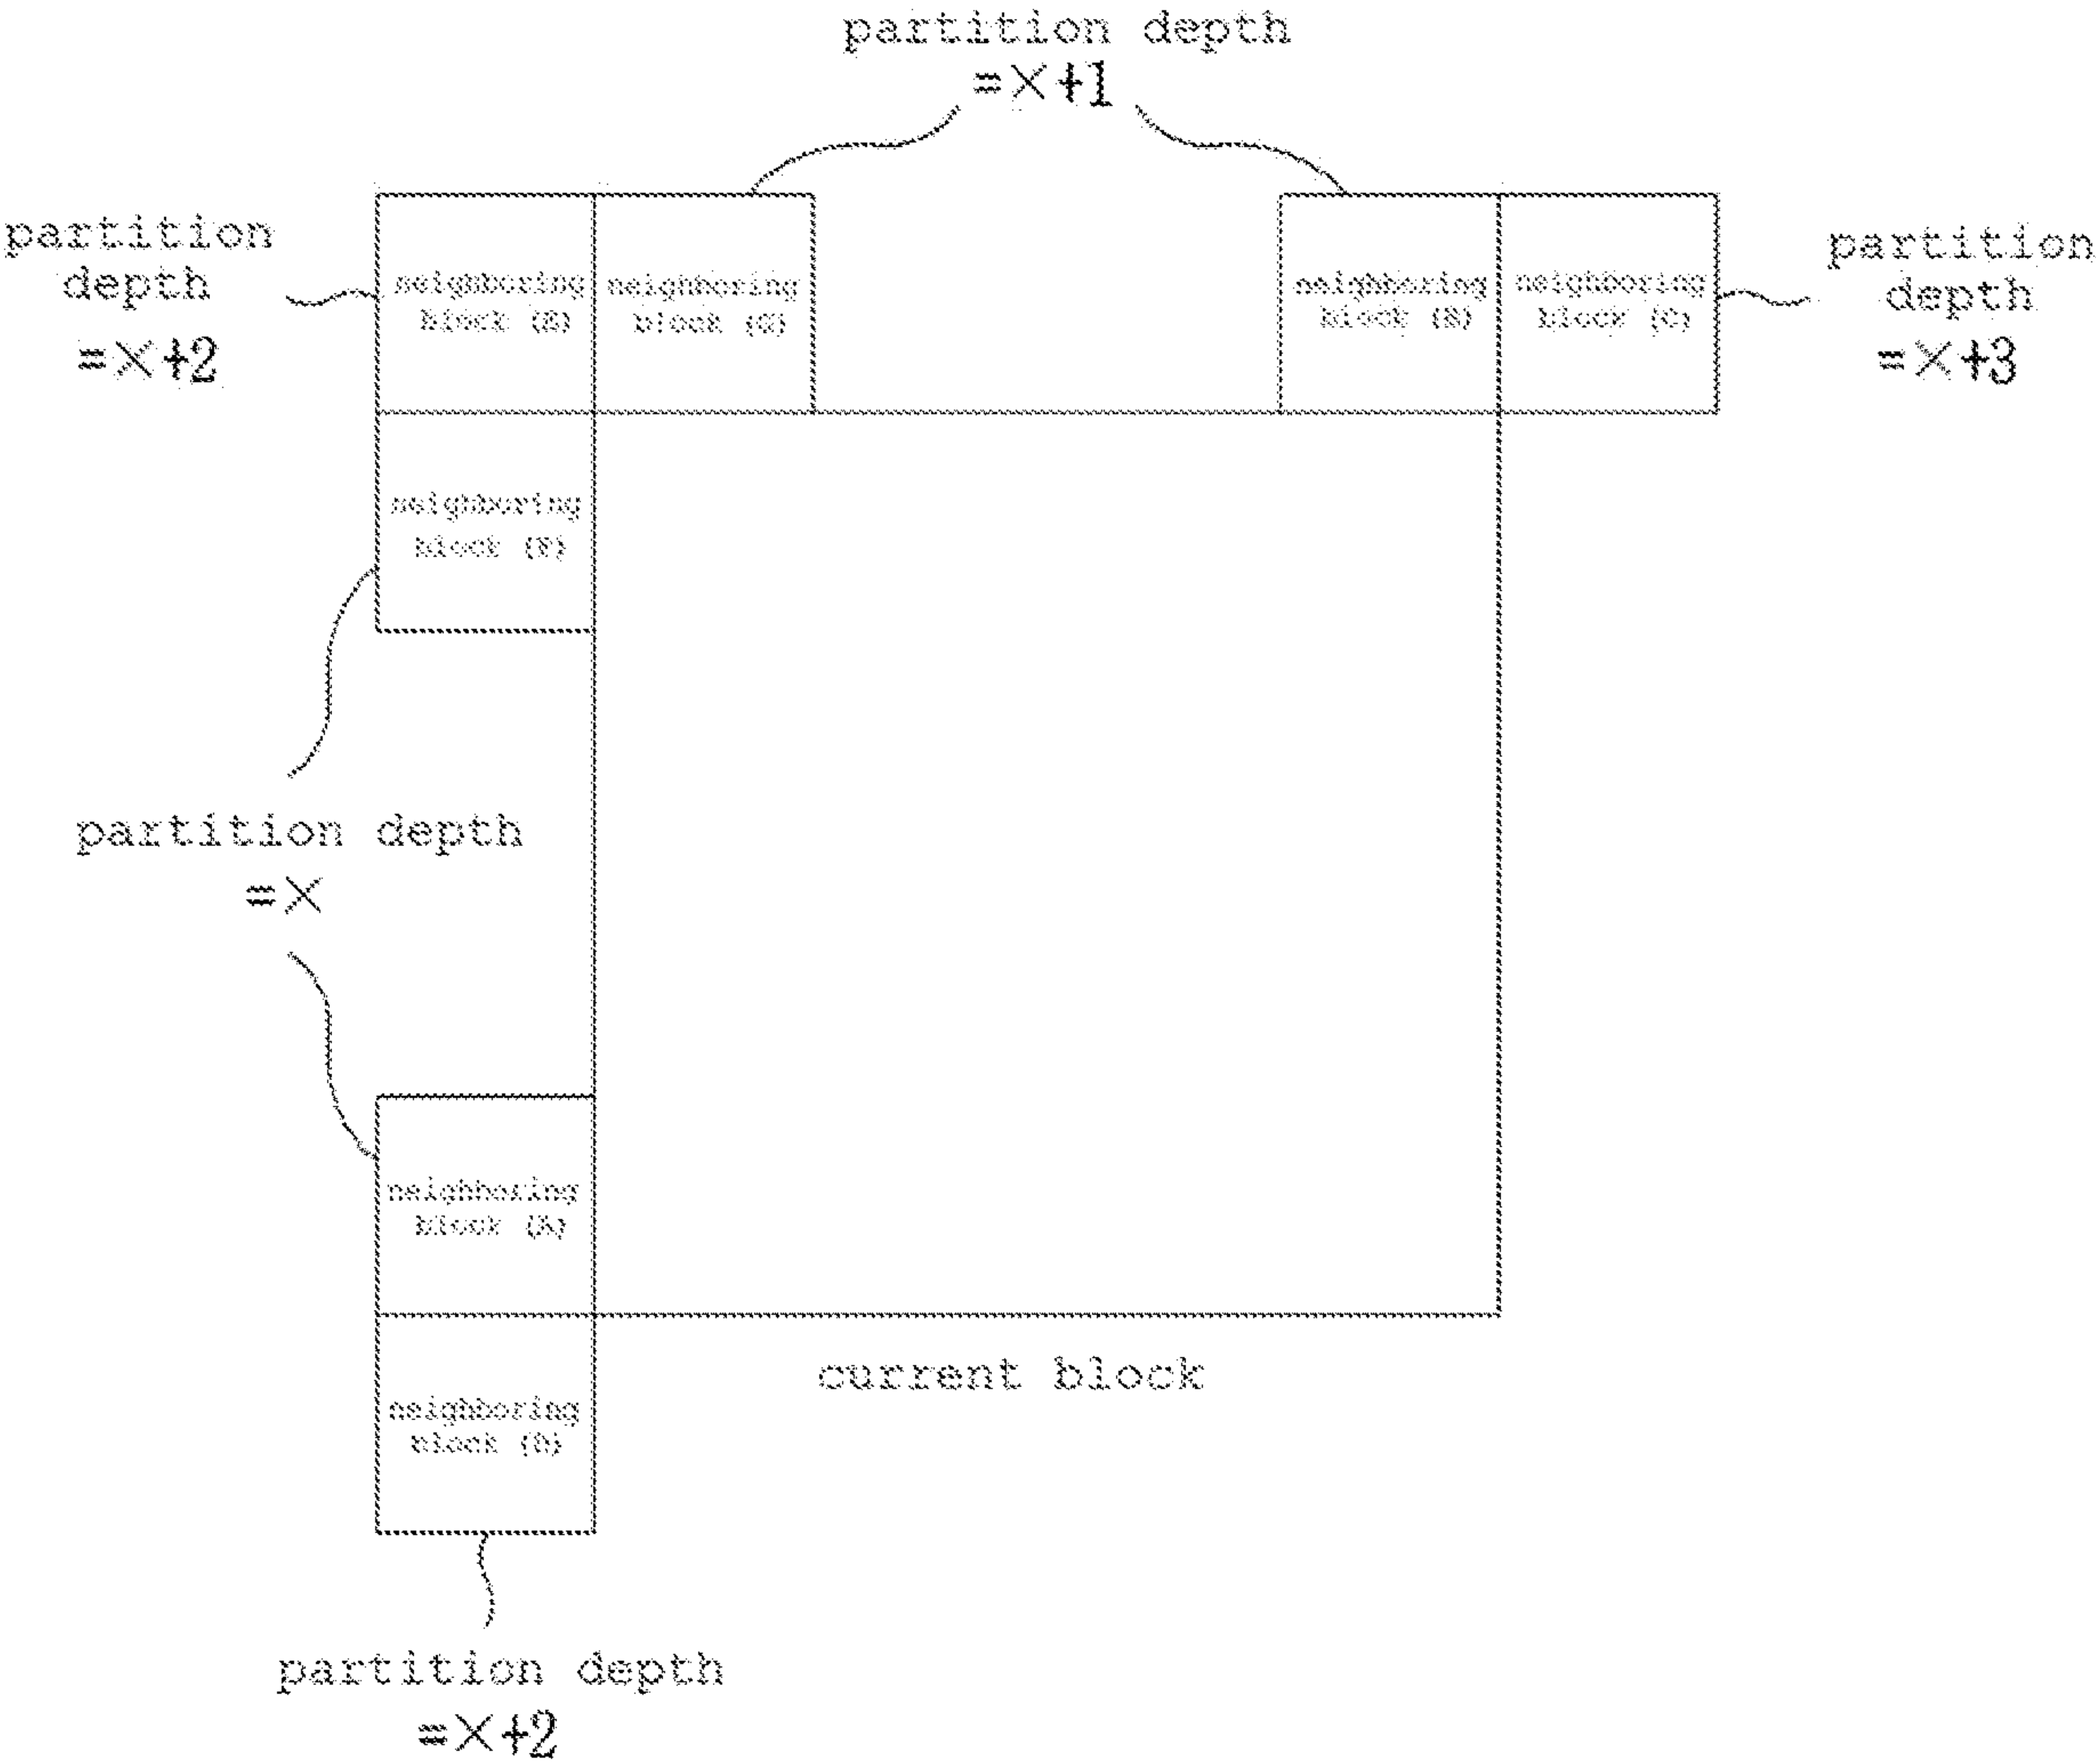 partition depth
=X+1
partition
depth
=X+2
neighboring
block (E)
neighboring
block (G)
neighboring
block (B)
neighboring
block (C)
partition
depth
=X+3
neighboring
block (F)
partition depth
=X
neighboring
block (A)
current block
neighboring
block (D)
partition depth
=X+2